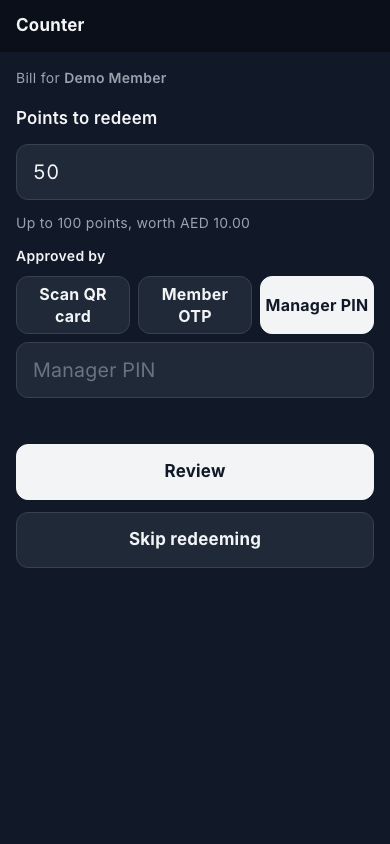 Counter
Bill for Demo Member
Points to redeem
50
Up to 100 points, worth AED 10.00
Approved by
Scan QR
card
Member
OTP
Manager PIN
Manager PIN
Review
Skip redeeming